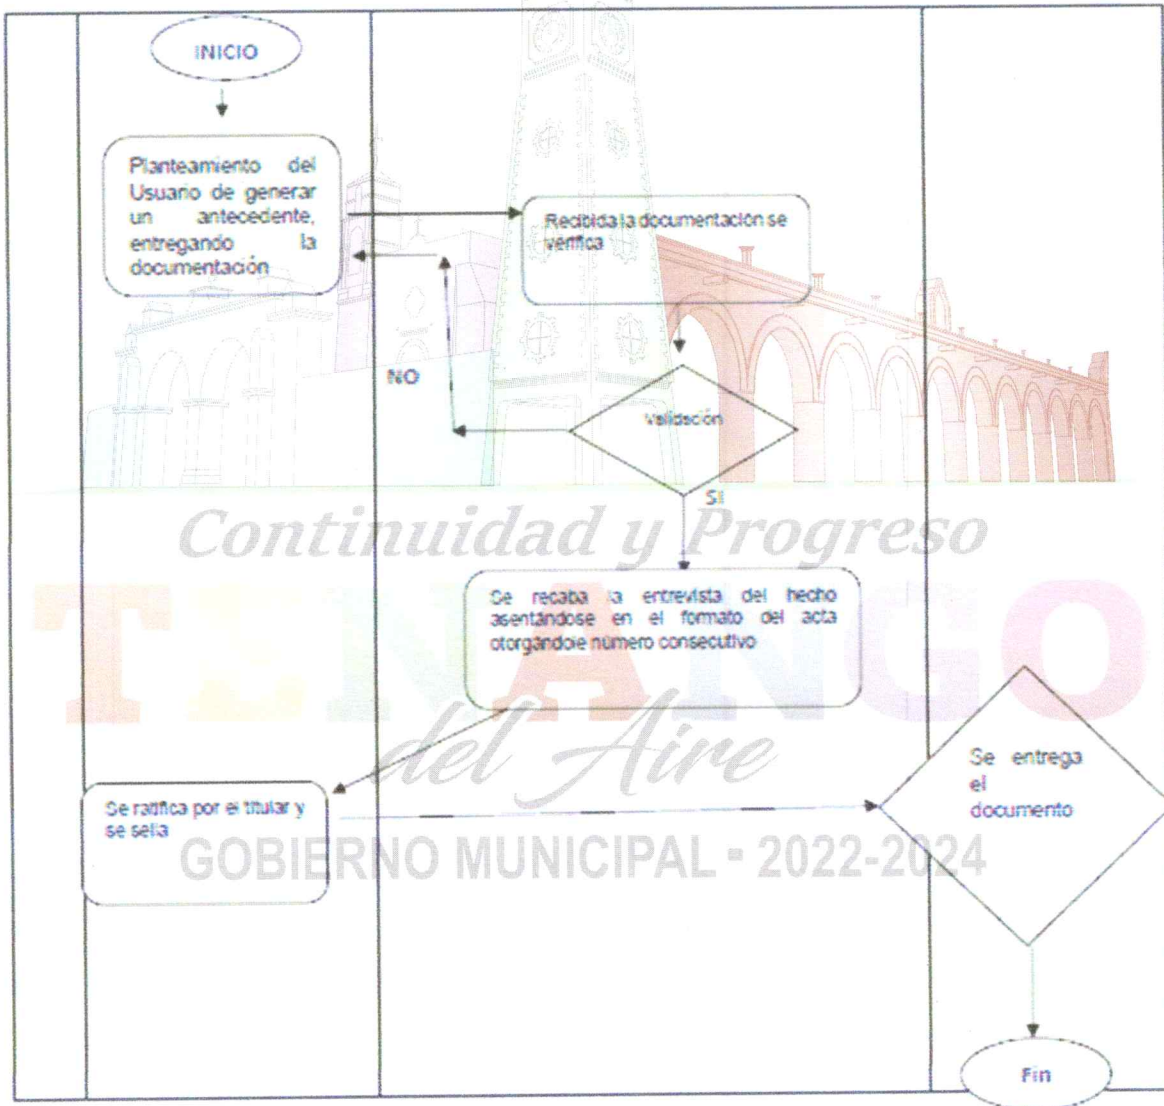 INICIO
Planteamiento del
Usuario de generar
un antecedente,
entregando la
documentación
Recibida la documentación se
verifica
NO
Validación
SI
Continuidad y Progreso
Se recaba la entrevista del hecho
asentándose en el formato del acta
otorgándole número consecutivo
TENANGO
del Aire
Se entrega
el
documento
Se ratifica por el titular y
se sella
GOBIERNO MUNICIPAL - 2022-2024
Fin